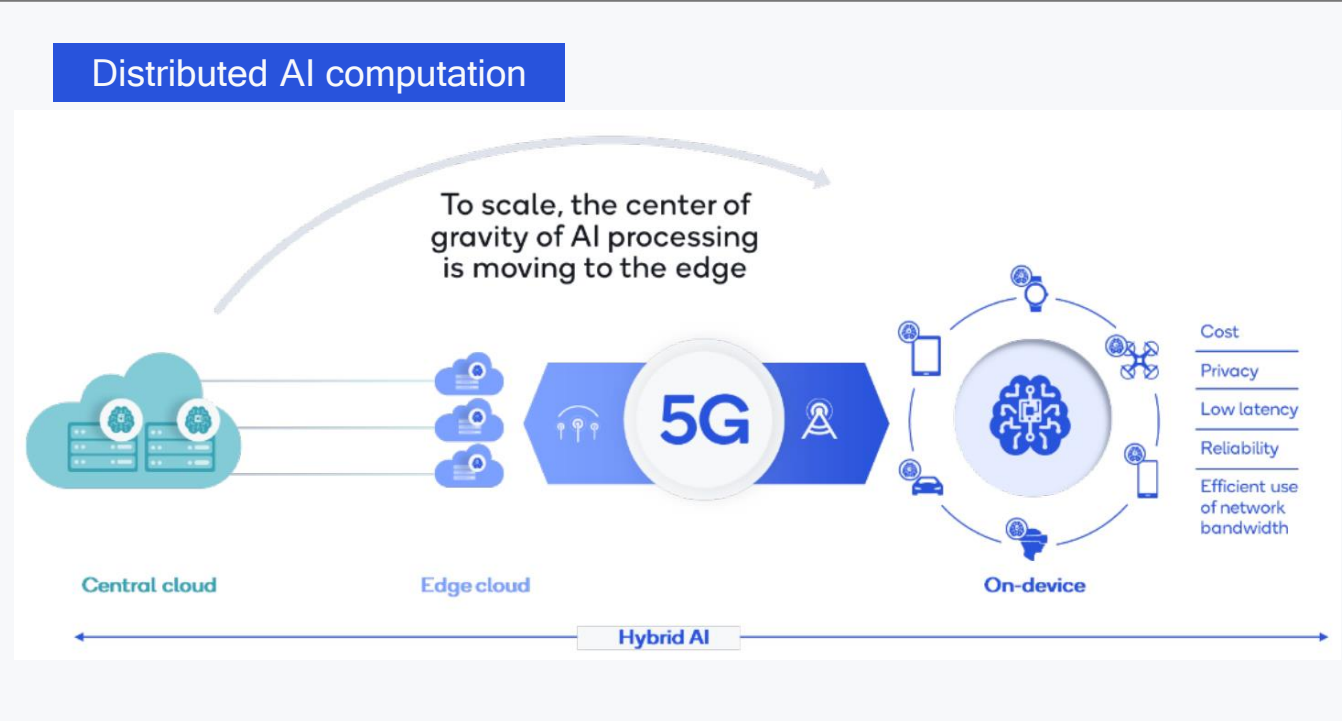 Distributed AI computation
To scale, the center of
gravity of AI processing
is moving to the edge
5G
Cost
Privacy
Low latency
Reliability
Efficient use
of network
bandwidth
Central cloud
Edge cloud
On-device
Hybrid AI